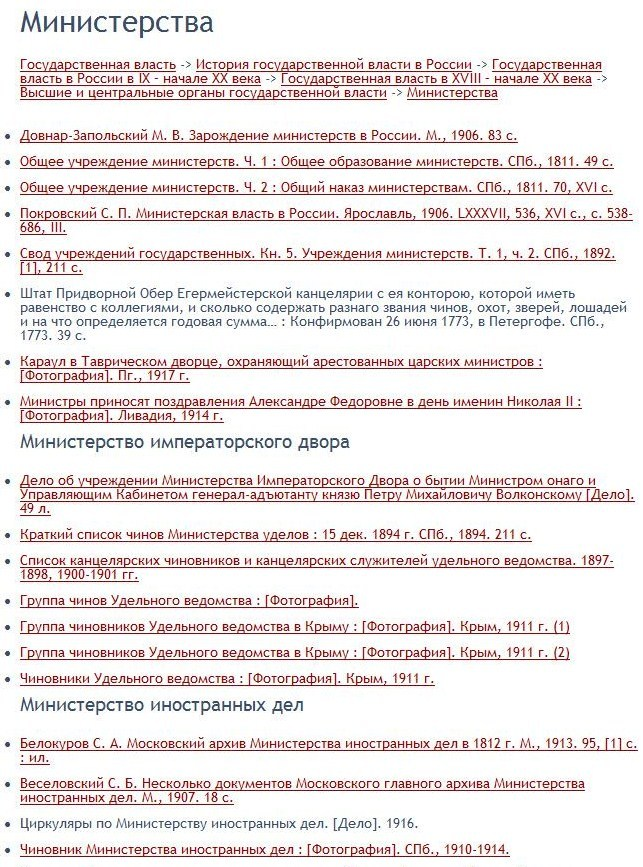 Министерства
Государственная власть -> История государственной власти в России -> Государственная
власть в России в IX – начале XX века -> Государственная власть в XVIII – начале XX века ->
Высшие и центральные органы государственной власти -> Министерства
Довнар-Запольский М. В. Зарождение министерств в России. М., 1906. 83 с.
Общее учреждение министерств. Ч. 1 : Общее образование министерств. СПб., 1811. 49 с.
Общее учреждение министерств. Ч. 2 : Общий наказ министерствам. СПб., 1811. 70, XVI с.
Покровский С. П. Министерская власть в России. Ярославль, 1906. LXXXVII, 536, XVI с., с. 538-
686, III.
Свод учреждений государственных. Кн. 5. Учреждения министерств. Т. 1, ч. 2. СПб., 1892.
[1], 211 с.
Штат Придворной Обер Егермейстерской канцелярии с ея конторою, которой иметь
равенство с коллегиями, и сколько содержать разнаго звания чинов, охот, зверей, лошадей
и на что определяется годовая сумма… : Конфирмован 26 июня 1773, в Петергофе. СПб.,
1773. 39 с.
Караул в Таврическом дворце, охраняющий арестованных царских министров :
[Фотография]. Пг., 1917 г.
Министры приносят поздравления Александре Федоровне в день именин Николая II :
[Фотография]. Ливадия, 1914 г.
Министерство императорского двора
Дело об учреждении Министерства Императорского Двора о бытии Министром онаго и
Управляющим Кабинетом генерал-адъютанту князю Петру Михайловичу Волконскому [Дело].
49 л.
Краткий список чинов Министерства уделов : 15 дек. 1894 г. СПб., 1894. 211 с.
Список канцелярских чиновников и канцелярских служителей удельного ведомства. 1897-
1898, 1900-1901 гг.
Группа чинов Удельного ведомства : [Фотография].
Группа чиновников Удельного ведомства в Крыму : [Фотография]. Крым, 1911 г. (1)
Группа чиновников Удельного ведомства в Крыму : [Фотография]. Крым, 1911 г. (2)
Чиновники Удельного ведомства : [Фотография]. Крым, 1911 г.
Министерство иностранных дел
Белокуров С. А. Московский архив Министерства иностранных дел в 1812 г. М., 1913. 95, [1] с.
: ил.
Веселовский С. Б. Несколько документов Московского главного архива Министерства
иностранных дел. М., 1907. 18 с.
Циркуляры по Министерству иностранных дел. [Дело]. 1916.
Чиновник Министерства иностранных дел : [Фотография]. СПб., 1910-1914.